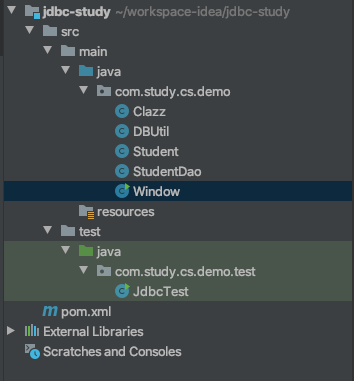 jdbc-study ~/workspace-idea/jdbc-study
src
main
java
com.study.cs.demo
Clazz
DBUtil
Student
StudentDao
Window
resources
test
java
com.study.cs.demo.test
JdbcTest
pom.xml
External Libraries
Scratches and Consoles